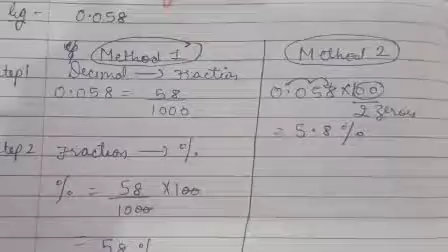 Eg - 0.058
Method 1
Step 1 Decimal → Fraction
0.058 = 58/1000
Step 2 Fraction → %
% = 58/1000 × 100
= 58 %
Method 2
0.058 × 100
2 zeros
= 5.8 %